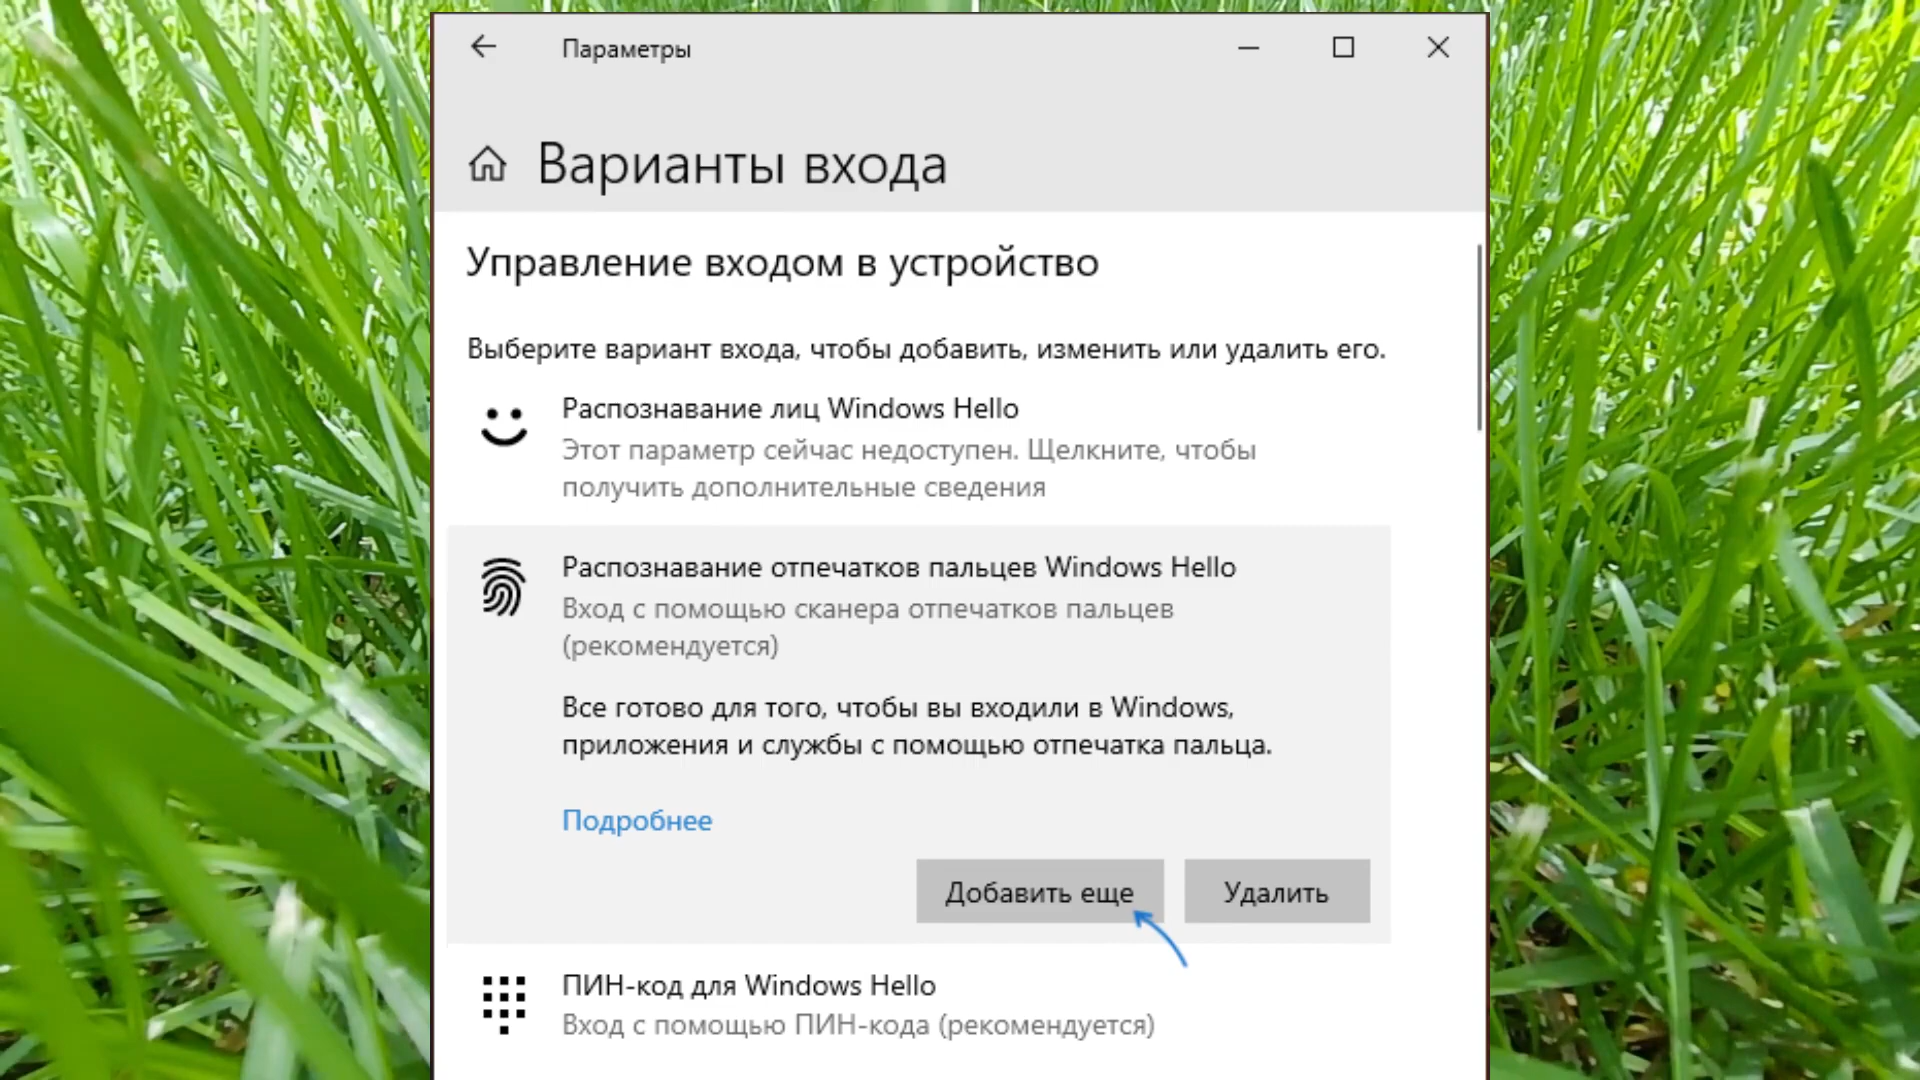 Параметры
Варианты входа
Управление входом в устройство
Выберите вариант входа, чтобы добавить, изменить или удалить его.
Распознавание лиц Windows Hello
Этот параметр сейчас недоступен. Щелкните, чтобы
получить дополнительные сведения
Распознавание отпечатков пальцев Windows Hello
Вход с помощью сканера отпечатков пальцев
(рекомендуется)
Все готово для того, чтобы вы входили в Windows,
приложения и службы с помощью отпечатка пальца.
Подробнее
Добавить еще
Удалить
ПИН-код для Windows Hello
Вход с помощью ПИН-кода (рекомендуется)